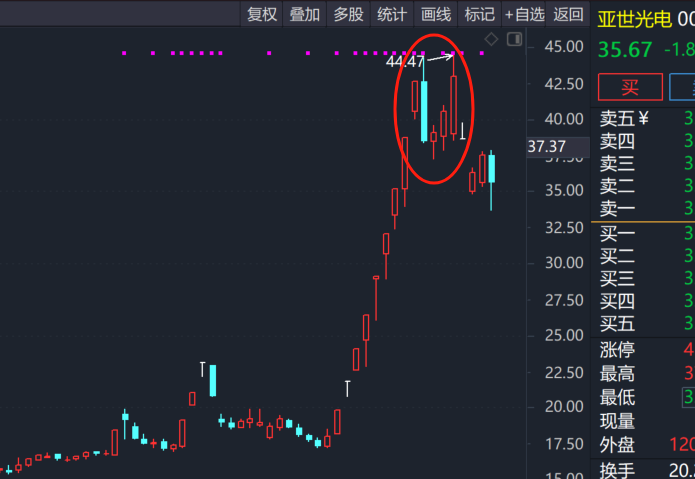 复权 叠加 多股 统计 画线 标记 +自选 返回
亚世光电 00
35.67 -1.8
买
45.00
42.50
40.00
37.37
37.50
35.00
32.50
30.00
27.50
25.00
22.50
20.00
17.50
15.00
44.47
卖五 ¥ 3
卖四 3
卖三 3
卖二 3
卖一 3
买一 3
买二 3
买三 3
买四 3
买五 3
涨停 4
最高 3
最低 3
现量
外盘 120
换手 20.